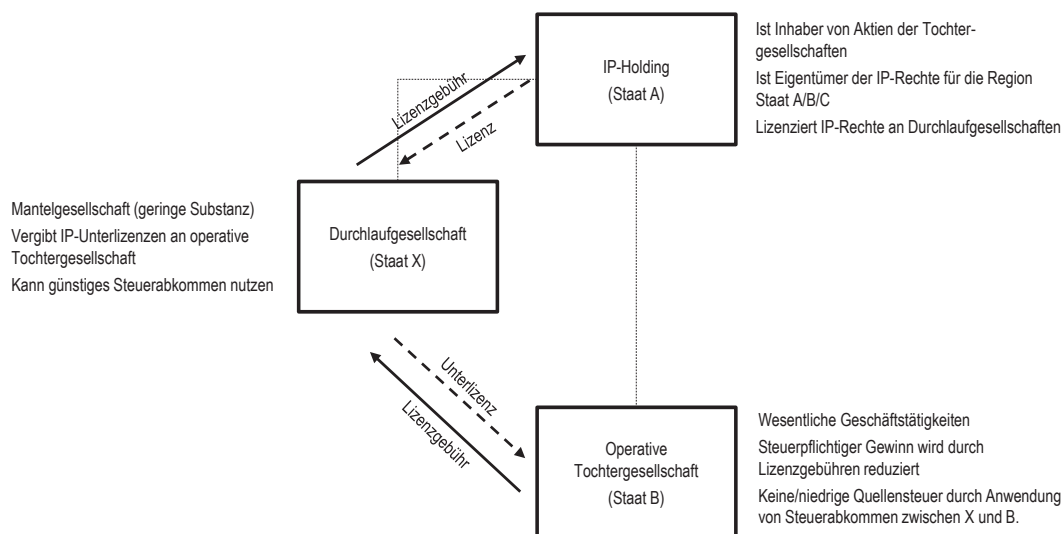 IP-Holding
(Staat A)
Ist Inhaber von Aktien der Tochter-
gesellschaften
Ist Eigentümer der IP-Rechte für die Region
Staat A/B/C
Lizenziert IP-Rechte an Durchlaufgesellschaften
Lizenzgebühr
Lizenz
Mantelgesellschaft (geringe Substanz)
Vergibt IP-Unterlizenzen an operative
Tochtergesellschaft
Kann günstiges Steuerabkommen nutzen
Durchlaufgesellschaft
(Staat X)
Unterlizenz
Lizenzgebühr
Operative
Tochtergesellschaft
(Staat B)
Wesentliche Geschäftstätigkeiten
Steuerpflichtiger Gewinn wird durch
Lizenzgebühren reduziert
Keine/niedrige Quellensteuer durch Anwendung
von Steuerabkommen zwischen X und B.